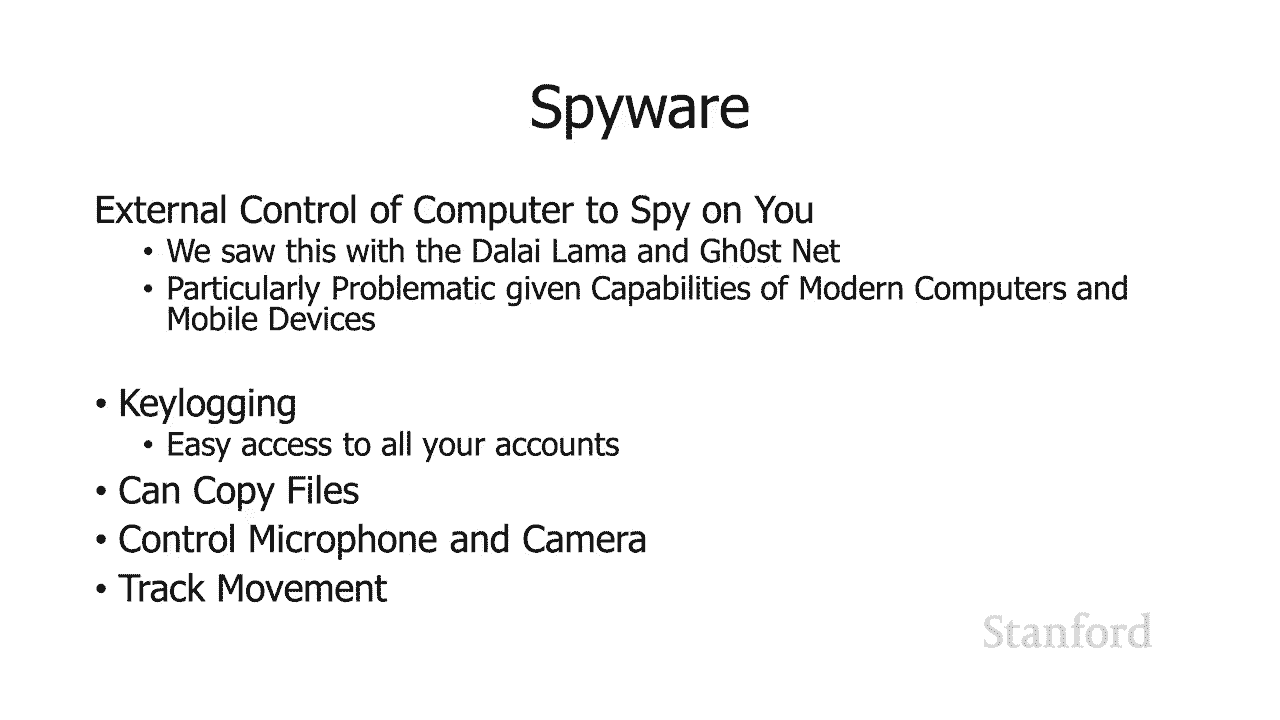 Spyware
External Control of Computer to Spy on You
• We saw this with the Dalai Lama and Gh0st Net
• Particularly Problematic given Capabilities of Modern Computers and
Mobile Devices
• Keylogging
• Easy access to all your accounts
• Can Copy Files
• Control Microphone and Camera
• Track Movement
Stanford